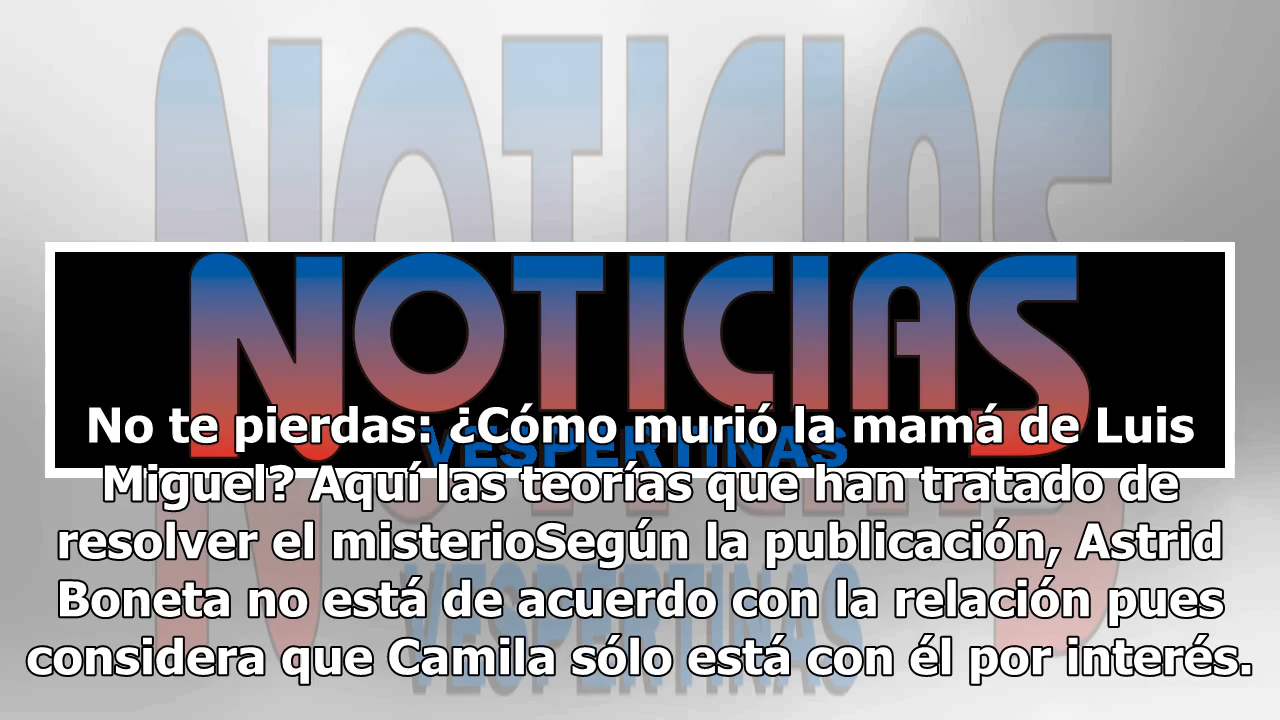 NOTICIAS
VESPERTINAS
No te pierdas: ¿Cómo murió la mamá de Luis
Miguel? Aquí las teorías que han tratado de
resolver el misterioSegún la publicación, Astrid
Boneta no está de acuerdo con la relación pues
considera que Camila sólo está con él por interés.